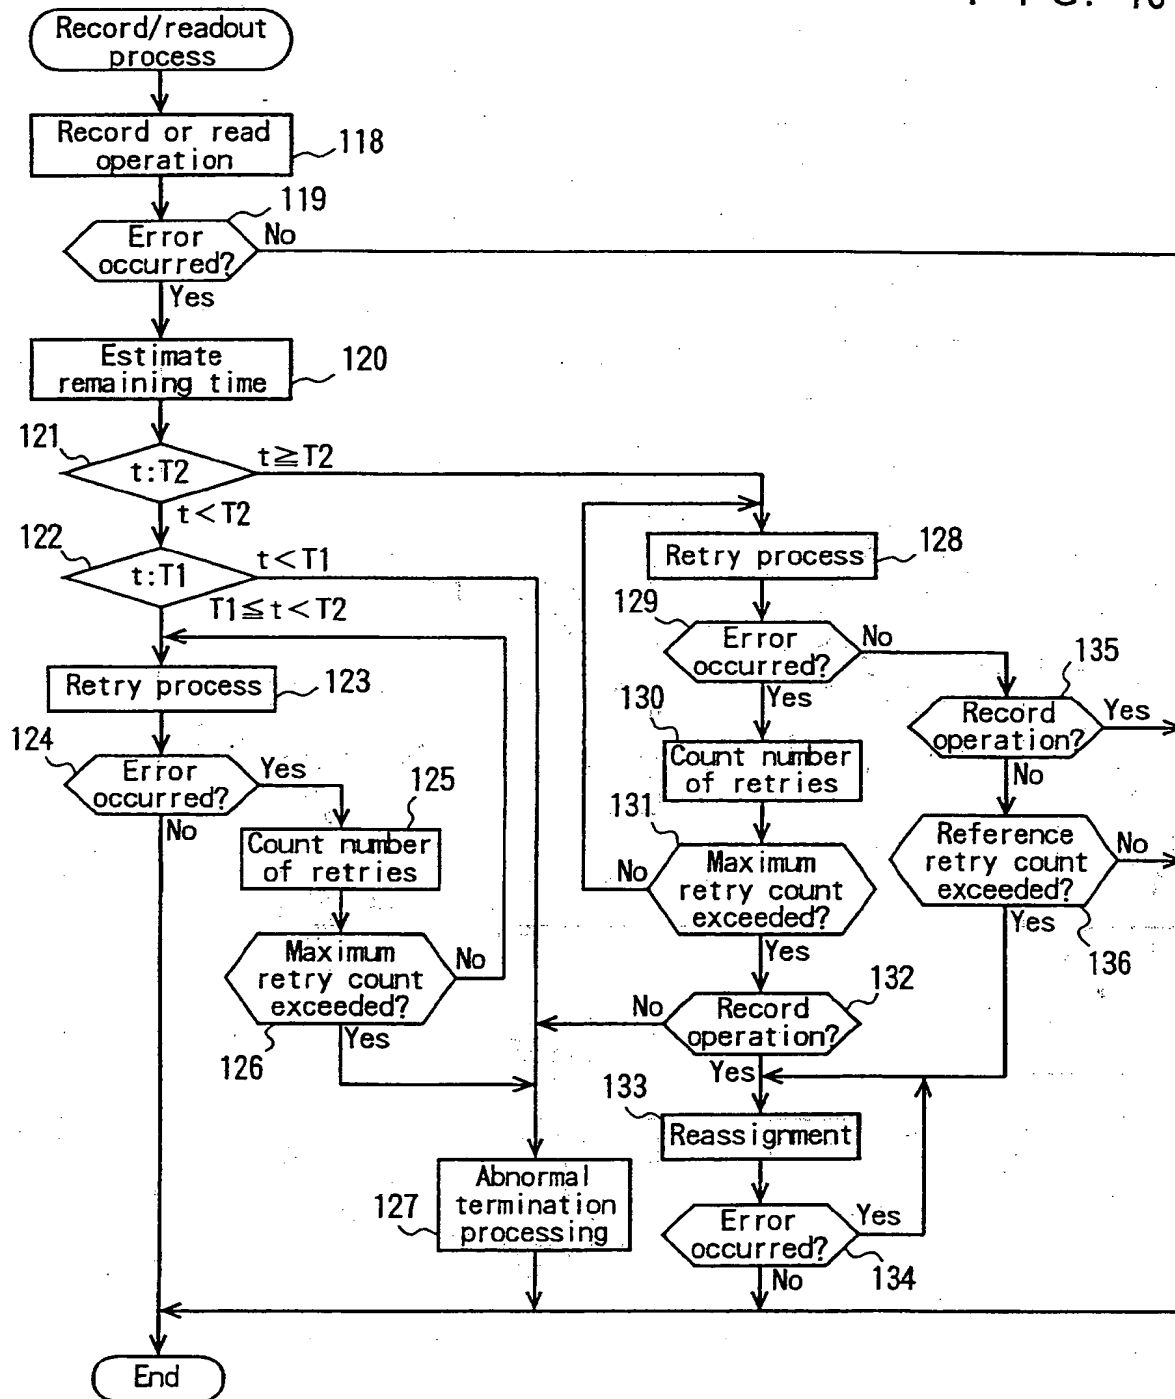 Record/readout
process
Record or read
operation
118
119
Error
occurred?
No
Yes
Estimate
remaining time
120
121
t:T2
t≧T2
t<T2
122
t:T1
t<T1
T1≦t<T2
Retry process
123
124
Error
occurred?
Yes
No
125
Count number
of retries
Maximum
retry count
exceeded?
No
Yes
126
Abnormal
termination
processing
127
Retry process
128
129
Error
occurred?
No
Yes
130
Count number
of retries
131
Maximum
retry count
exceeded?
No
Yes
132
Record
operation?
No
Yes
133
Reassignment
Error
occurred?
Yes
No
134
135
Record
operation?
Yes
No
Reference
retry count
exceeded?
No
Yes
136
End